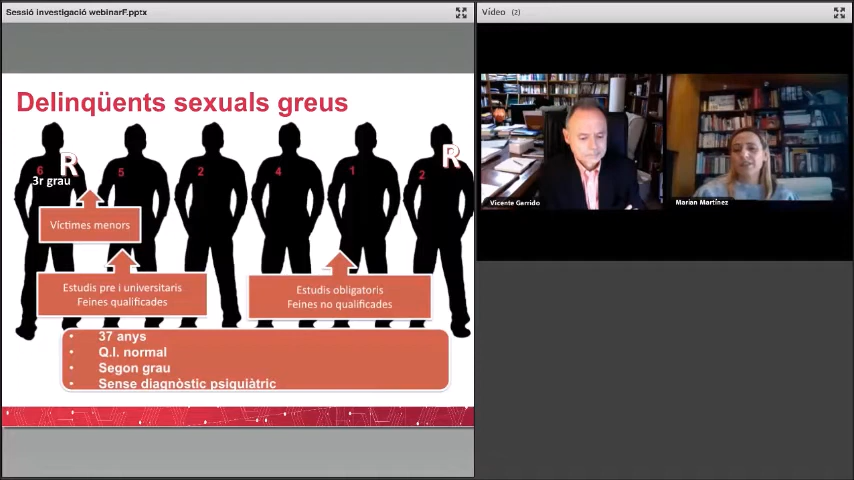 Sessió investigació webinarF.pptx
Vídeo (2)
Delinqüents sexuals greus
6 R
3r grau
5
2
4
1
2 R
Víctimes menors
Estudis pre i universitaris
Feines qualificades
Estudis obligatoris
Feines no qualificades
• 37 anys
• Q.I. normal
• Segon grau
• Sense diagnòstic psiquiàtric
Vicente Garrido
Marian Martínez